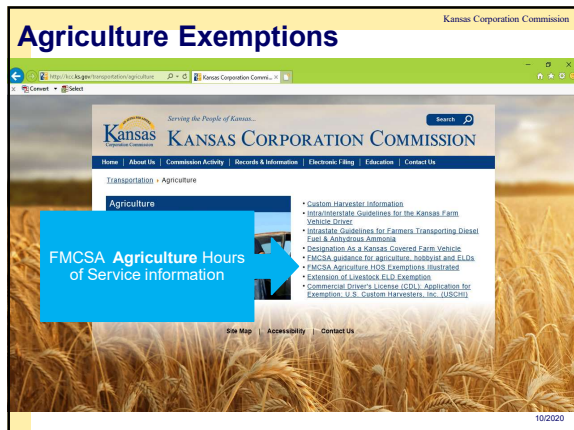 Kansas Corporation Commission
Agriculture Exemptions
http://kcc.ks.gov/transportation/agriculture
Kansas Corporation Commi... ×
x Convert Select
Serving the People of Kansas...
Search
Kansas
Corporation Commission
KANSAS CORPORATION COMMISSION
Home | About Us | Commission Activity | Records & Information | Electronic Filing | Education | Contact Us
Transportation › Agriculture
Agriculture
• Custom Harvester Information
• Intra/Interstate Guidelines for the Kansas Farm
Vehicle Driver
• Intrastate Guidelines for Farmers Transporting Diesel
Fuel & Anhydrous Ammonia
• Designation As a Kansas Covered Farm Vehicle
• FMCSA guidance for agriculture, hobbyist and ELDs
• FMCSA Agriculture HOS Exemptions Illustrated
• Extension of Livestock ELD Exemption
• Commercial Driver's License (CDL): Application for
Exemption; U.S. Custom Harvesters, Inc. (USCHI)
FMCSA Agriculture Hours
of Service information
Site Map | Accessibility | Contact Us
10/2020